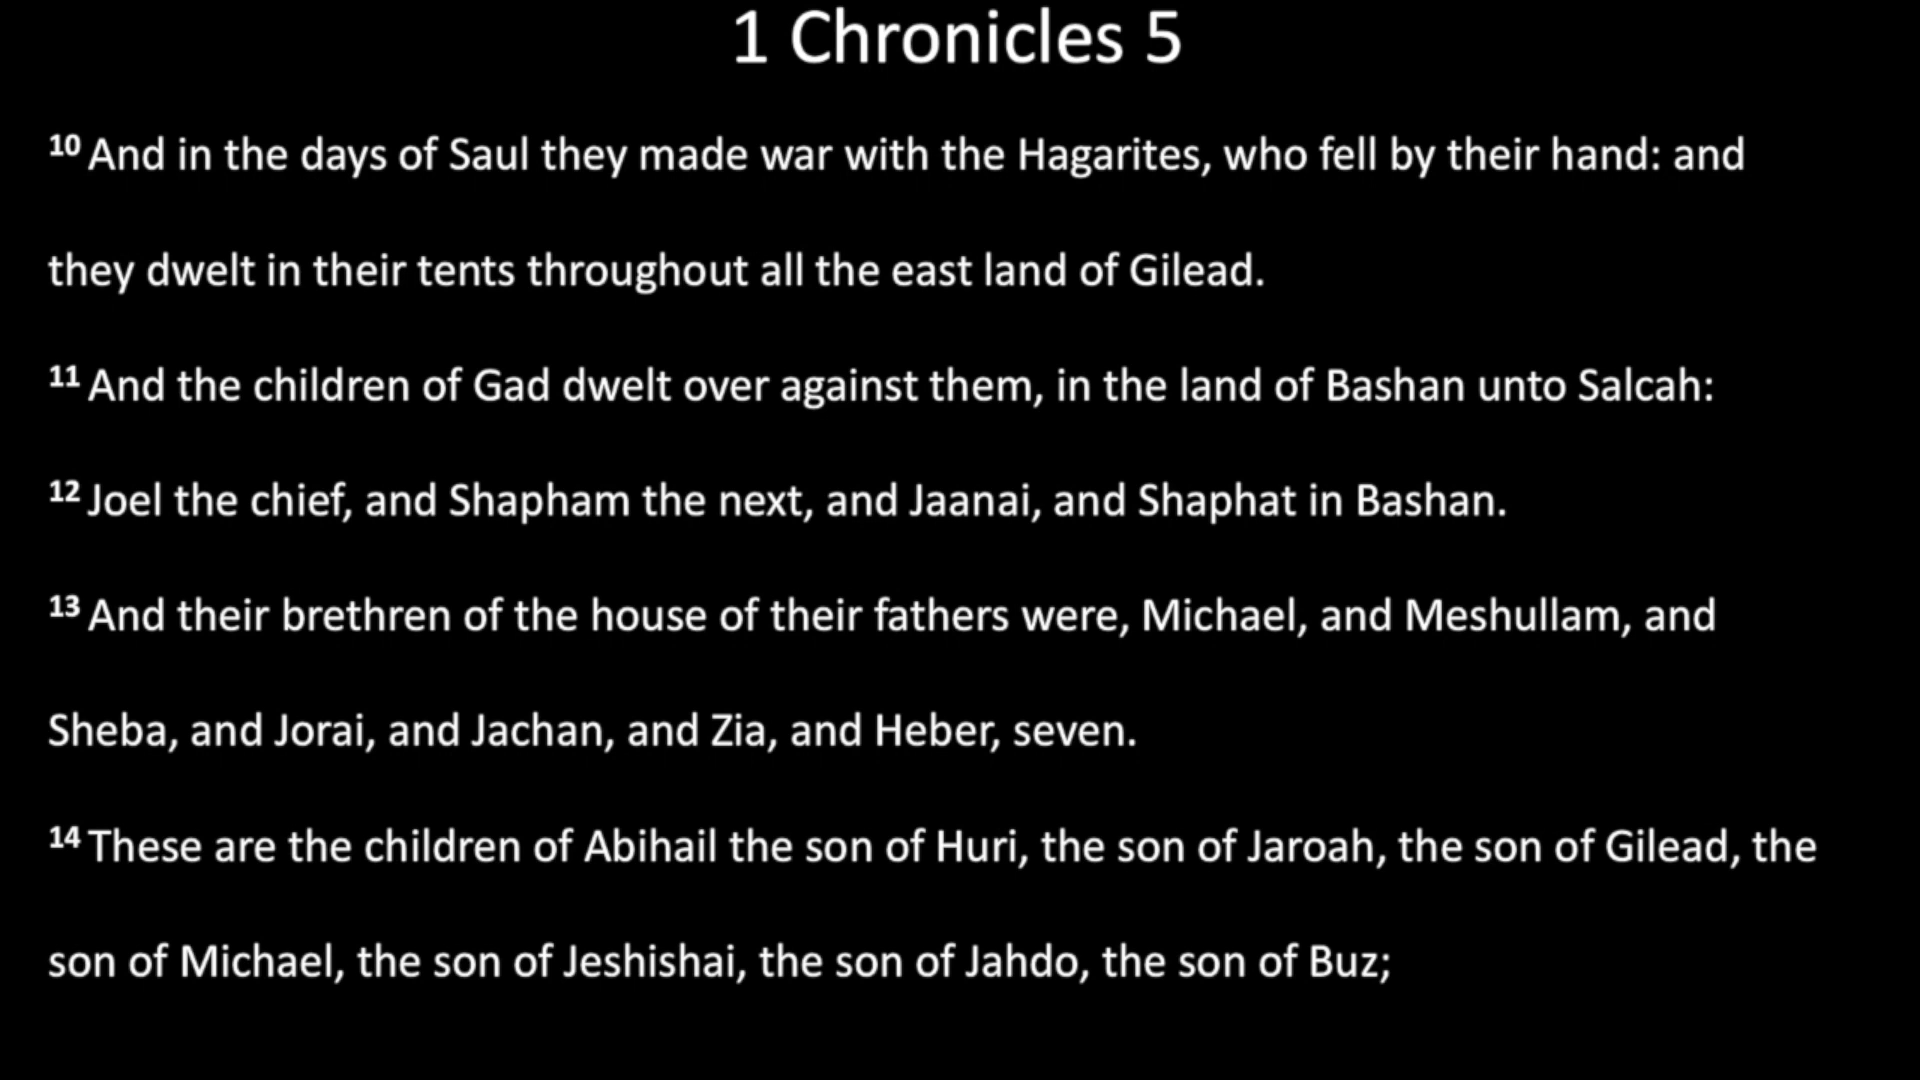 1 Chronicles 5
10 And in the days of Saul they made war with the Hagarites, who fell by their hand: and
they dwelt in their tents throughout all the east land of Gilead.
11 And the children of Gad dwelt over against them, in the land of Bashan unto Salcah:
12 Joel the chief, and Shapham the next, and Jaanai, and Shaphat in Bashan.
13 And their brethren of the house of their fathers were, Michael, and Meshullam, and
Sheba, and Jorai, and Jachan, and Zia, and Heber, seven.
14 These are the children of Abihail the son of Huri, the son of Jaroah, the son of Gilead, the
son of Michael, the son of Jeshishai, the son of Jahdo, the son of Buz;